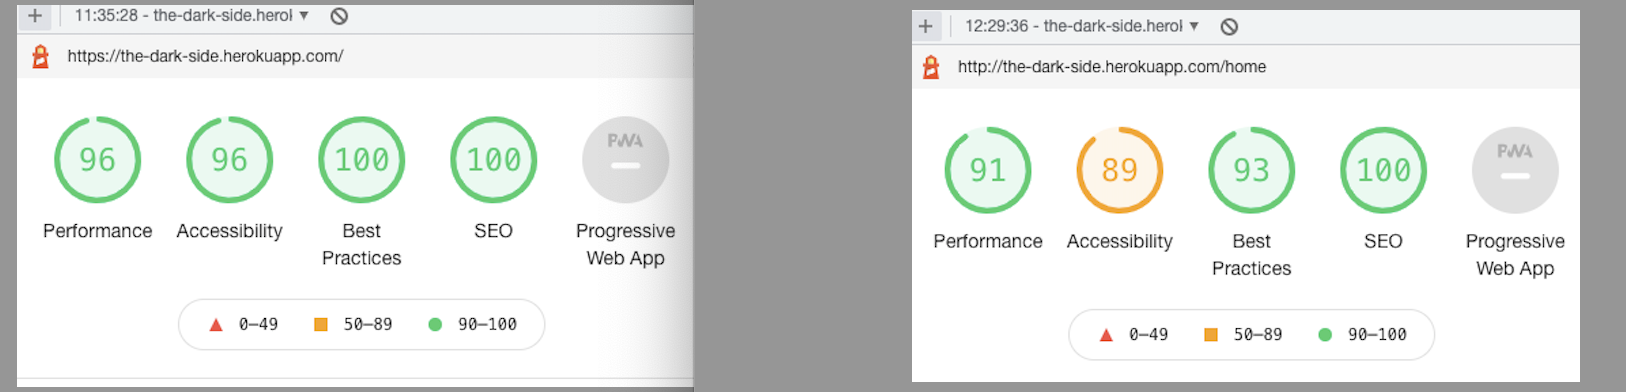 11:35:28 - the-dark-side.herol
https://the-dark-side.herokuapp.com/
96 96 100 100 PWA
Performance Accessibility Best Practices SEO Progressive Web App
0–49 50–89 90–100
12:29:36 - the-dark-side.herol
http://the-dark-side.herokuapp.com/home
91 89 93 100 PWA
Performance Accessibility Best Practices SEO Progressive Web App
0–49 50–89 90–100